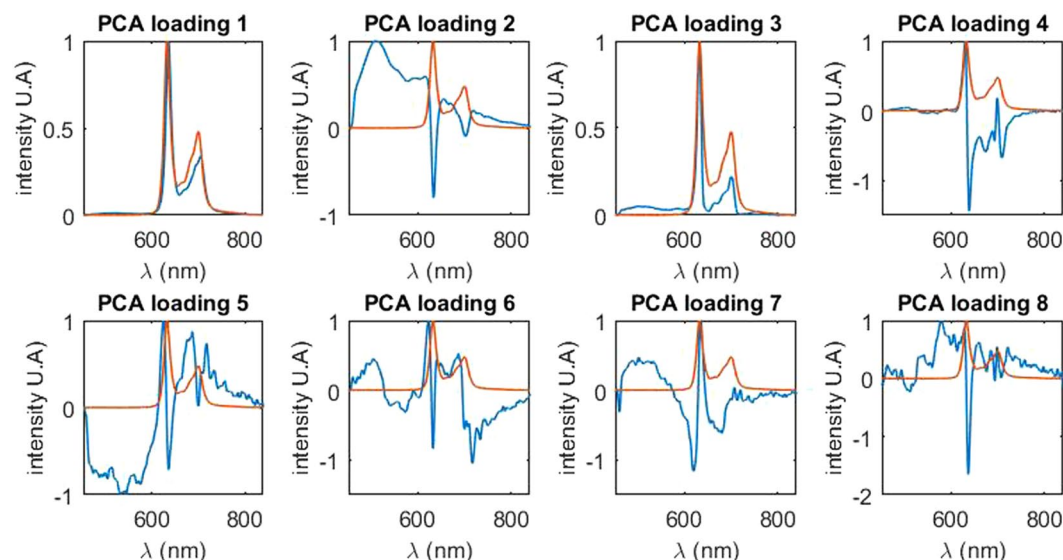 PCA loading 1 PCA loading 2 PCA loading 3 PCA loading 4
intensity U.A) intensity U.A) intensity U.A) intensity U.A)
1 1 1 1
0.5 0 0.5 0
0 -1 0 -1
600 800 600 800 600 800 600 800
λ (nm) λ (nm) λ (nm) λ (nm)
PCA loading 5 PCA loading 6 PCA loading 7 PCA loading 8
intensity U.A) intensity U.A) intensity U.A) intensity U.A)
1 1 1 1
0 0 0 0
-1 -1 -1 -1
-2
600 800 600 800 600 800 600 800
λ (nm) λ (nm) λ (nm) λ (nm)